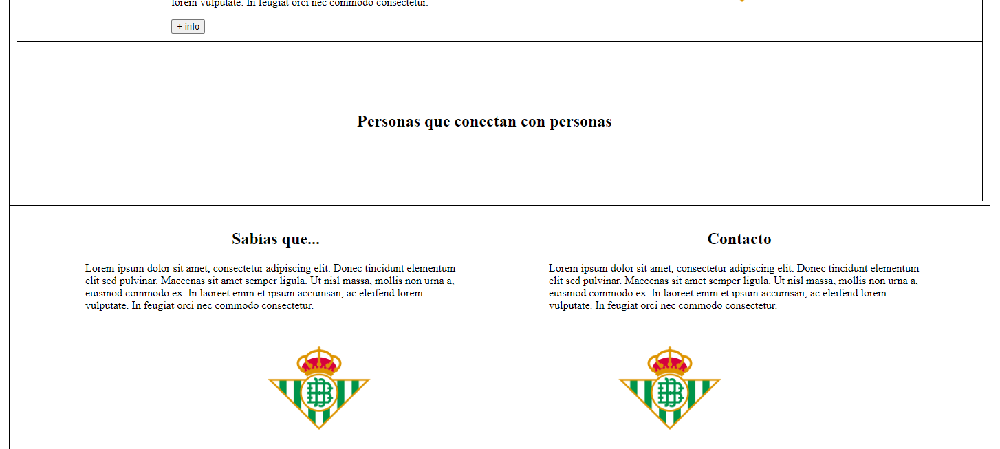 lorem vulputate. In feugiat orci nec commodo consectetur.
+ info
Personas que conectan con personas
Sabías que...
Lorem ipsum dolor sit amet, consectetur adipiscing elit. Donec tincidunt elementum
elit sed pulvinar. Maecenas sit amet semper ligula. Ut nisl massa, mollis non urna a,
euismod commodo ex. In laoreet enim et ipsum accumsan, ac eleifend lorem
vulputate. In feugiat orci nec commodo consectetur.
Contacto
Lorem ipsum dolor sit amet, consectetur adipiscing elit. Donec tincidunt elementum
elit sed pulvinar. Maecenas sit amet semper ligula. Ut nisl massa, mollis non urna a,
euismod commodo ex. In laoreet enim et ipsum accumsan, ac eleifend lorem
vulputate. In feugiat orci nec commodo consectetur.